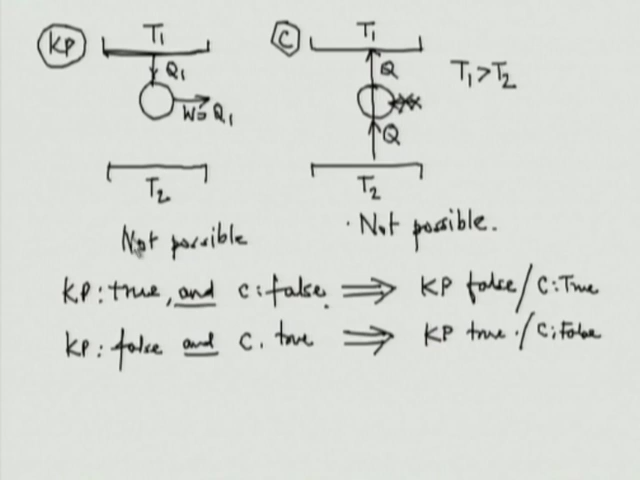 KP T1 C T1
Q1 Q T1 > T2
W= Q1
Q
T2 T2
Not possible . Not possible.
KP: true, and C: false. ⟹ KP false / C: True
KP: false and C. true ⟹ KP true. / C: False